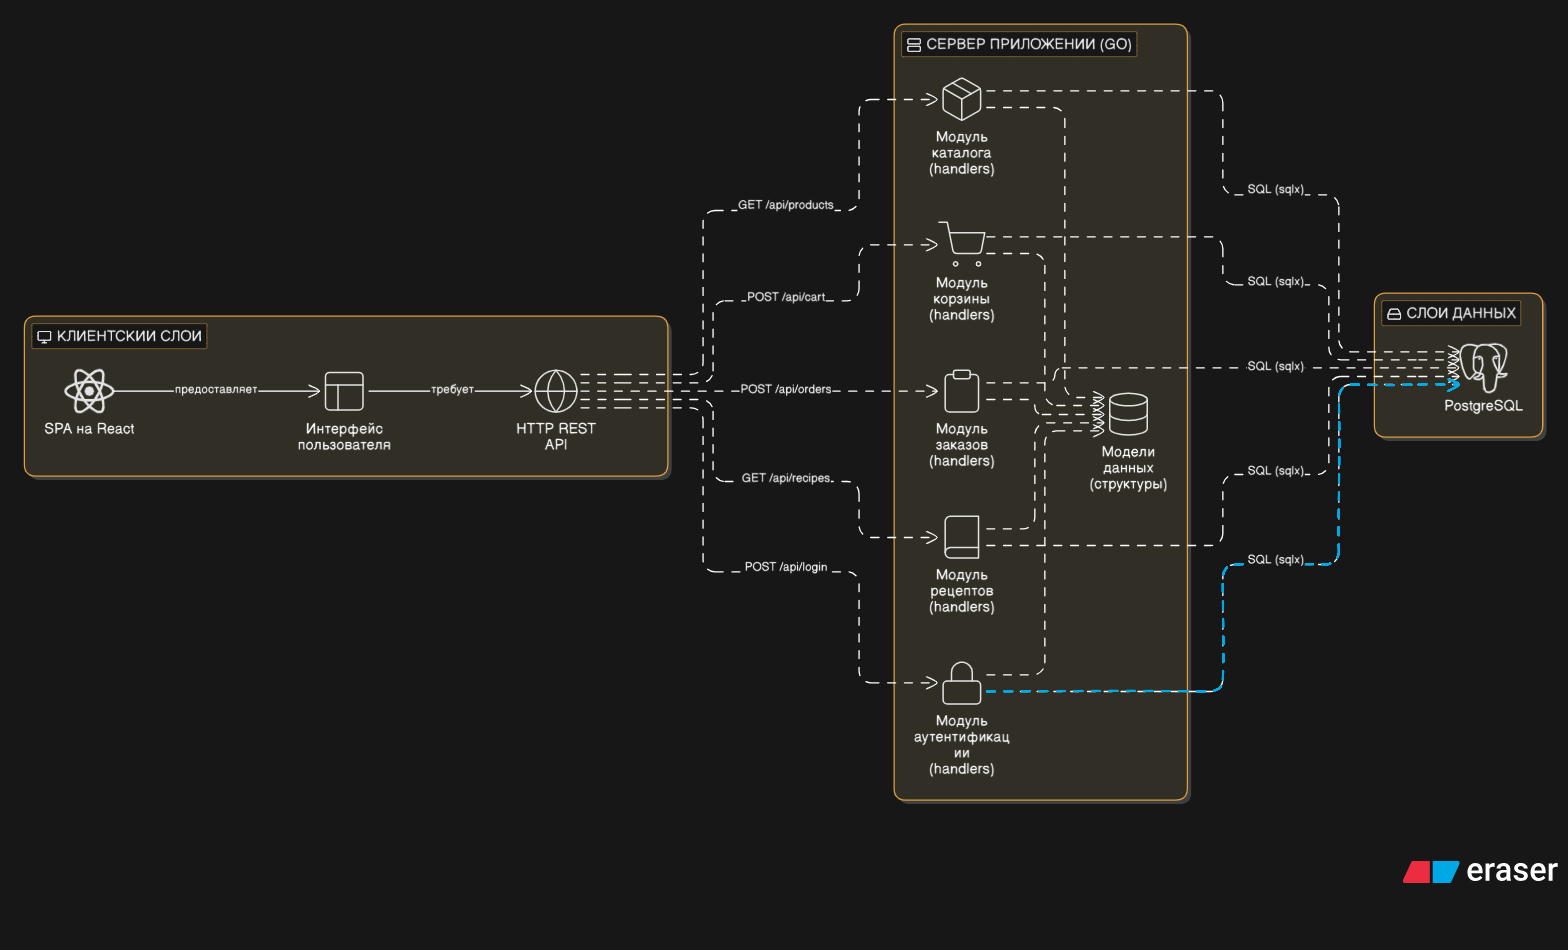 СЕРВЕР ПРИЛОЖЕНИИ (GO)
Модуль
каталога
(handlers)
GET /api/products
SQL (sqlx)
Модуль
корзины
(handlers)
POST /api/cart
SQL (sqlx)
КЛИЕНТСКИИ СЛОИ
SPA на React
предоставляет
Интерфейс
пользователя
требует
HTTP REST
API
POST /api/orders
Модуль
заказов
(handlers)
SQL (sqlx)
Модели
данных
(структуры)
СЛОИ ДАННЫХ
PostgreSQL
GET /api/recipes
Модуль
рецептов
(handlers)
SQL (sqlx)
POST /api/login
Модуль
аутентификац
ии
(handlers)
SQL (sqlx)
eraser